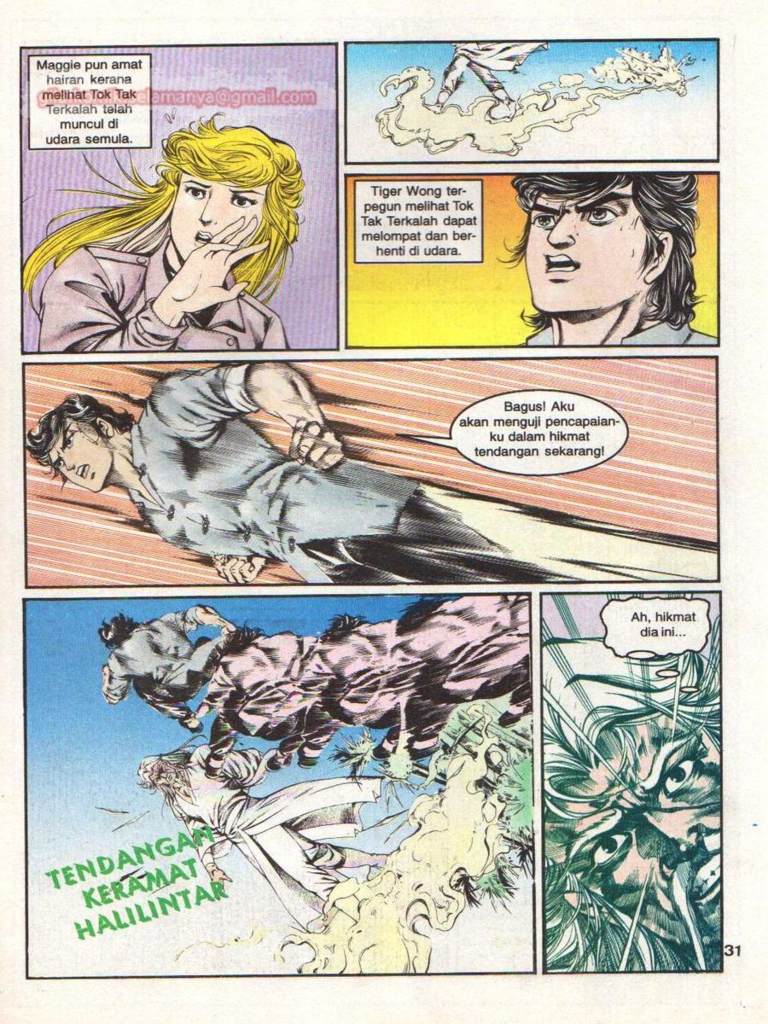 Maggie pun amat
hairan kerana
melihat Tok Tak
Terkalah telah
muncul di
udara semula.
Tiger Wong ter-
pegun melihat Tok
Tak Terkalah dapat
melompat dan ber-
henti di udara.
Bagus! Aku
akan menguji pencapaian-
ku dalam hikmat
tendangan sekarang!
TENDANGAN
KERAMAT
HALILINTAR
Ah, hikmat
dia ini...
31